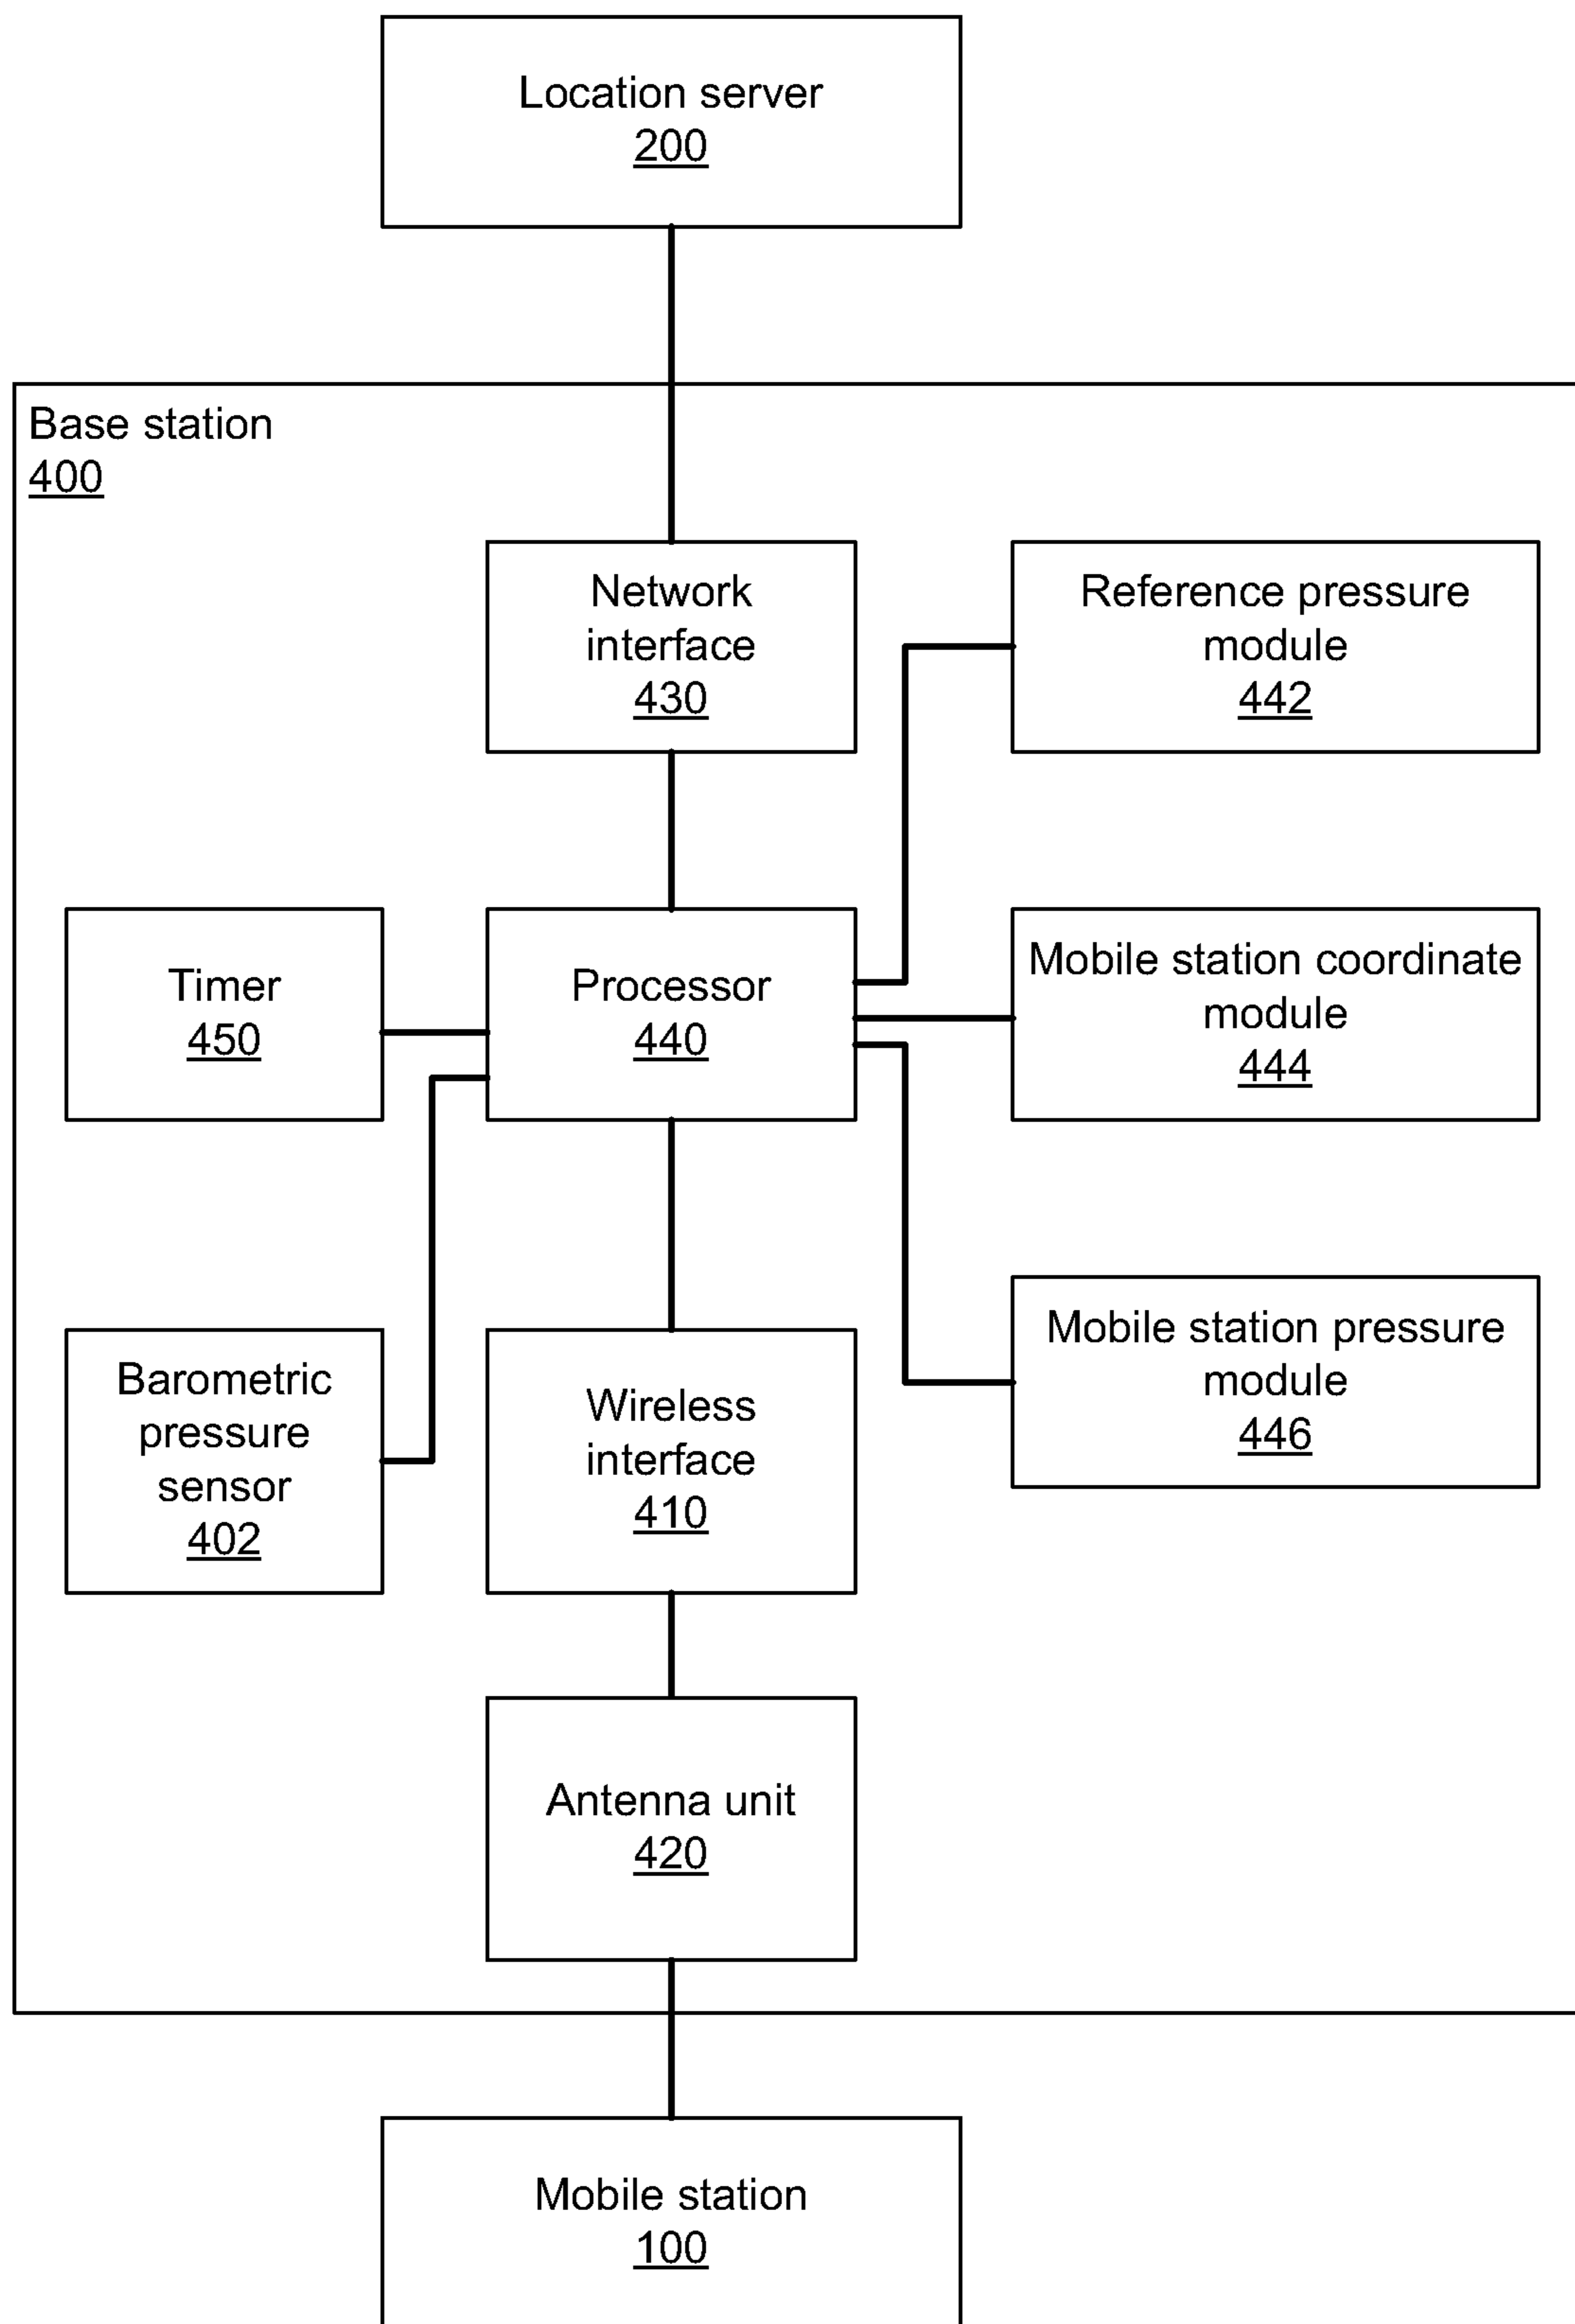 Location server
200
Base station
400
Network
interface
430
Reference pressure
module
442
Timer
450
Processor
440
Mobile station coordinate
module
444
Barometric
pressure
sensor
402
Wireless
interface
410
Mobile station pressure
module
446
Antenna unit
420
Mobile station
100